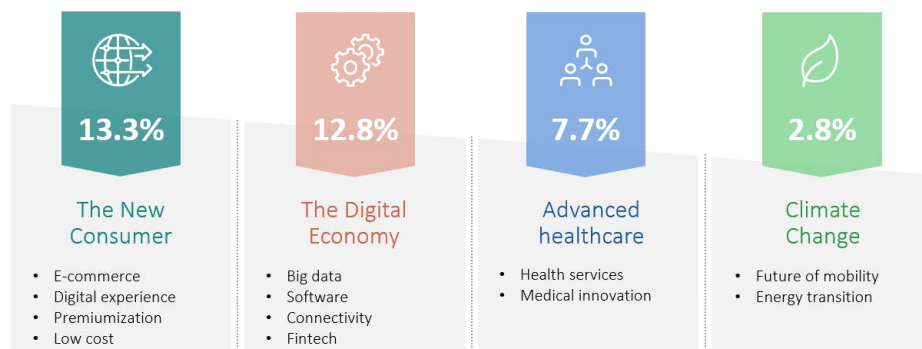 13.3%
The New
Consumer
• E-commerce
• Digital experience
• Premiumization
• Low cost
12.8%
The Digital
Economy
• Big data
• Software
• Connectivity
• Fintech
7.7%
Advanced
healthcare
• Health services
• Medical innovation
2.8%
Climate
Change
• Future of mobility
• Energy transition